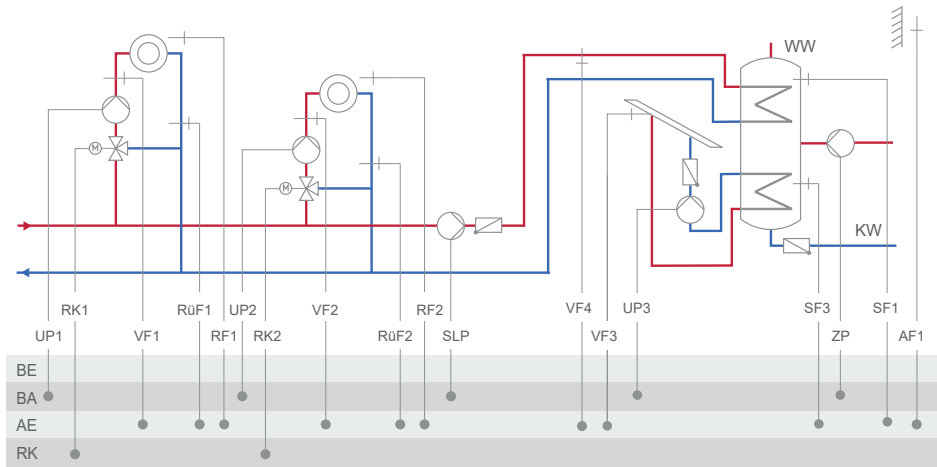 WW
M
M
KW
RK1 RüF1 VF2 RF2 VF4 UP3 SF3 SF1
UP1 VF1 RF1 UP2 RK2 RüF2 SLP VF3 ZP AF1
BE
BA
AE
RK